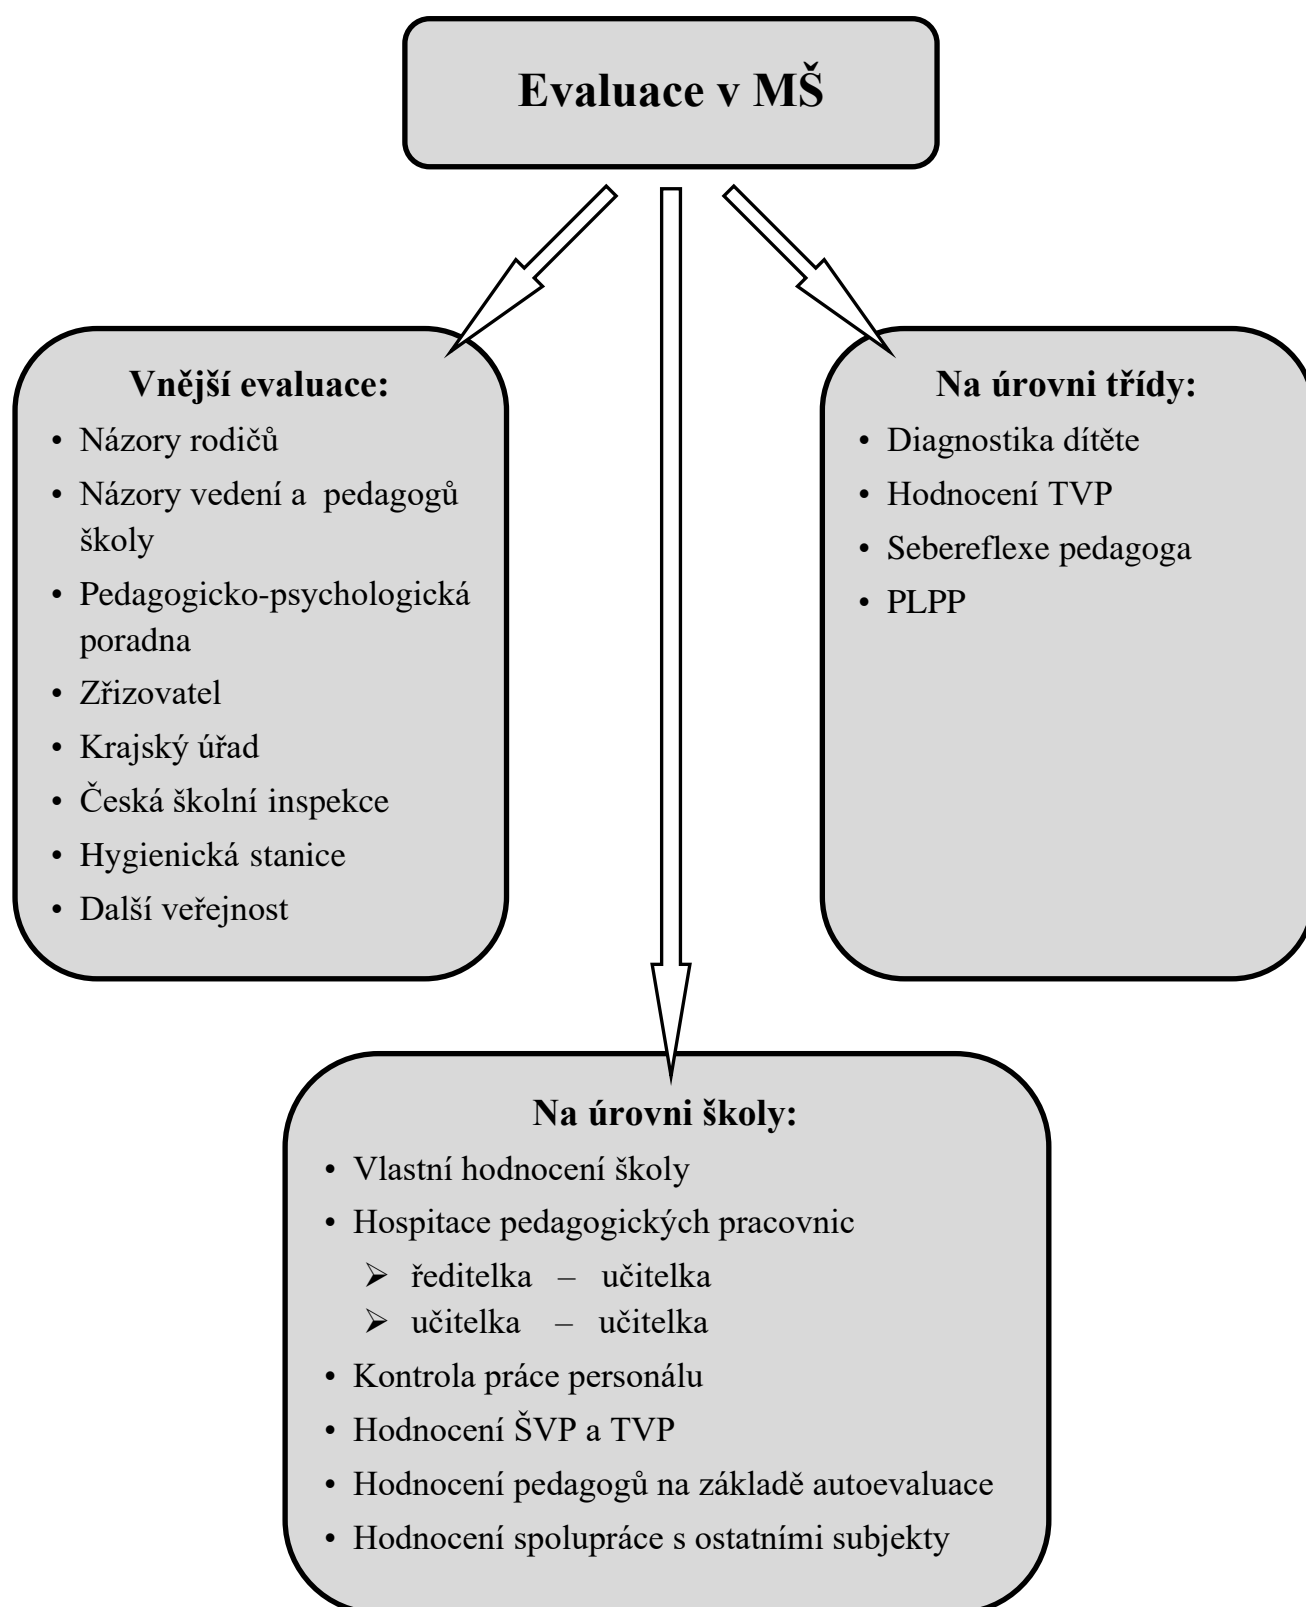 Evaluace v MŠ
Vnější evaluace:
• Názory rodičů
• Názory vedení a pedagogů
školy
• Pedagogicko-psychologická
poradna
• Zřizovatel
• Krajský úřad
• Česká školní inspekce
• Hygienická stanice
• Další veřejnost
Na úrovni třídy:
• Diagnostika dítěte
• Hodnocení TVP
• Sebereflexe pedagoga
• PLPP
Na úrovni školy:
• Vlastní hodnocení školy
• Hospitace pedagogických pracovnic
➢ ředitelka – učitelka
➢ učitelka – učitelka
• Kontrola práce personálu
• Hodnocení ŠVP a TVP
• Hodnocení pedagogů na základě autoevaluace
• Hodnocení spolupráce s ostatními subjekty